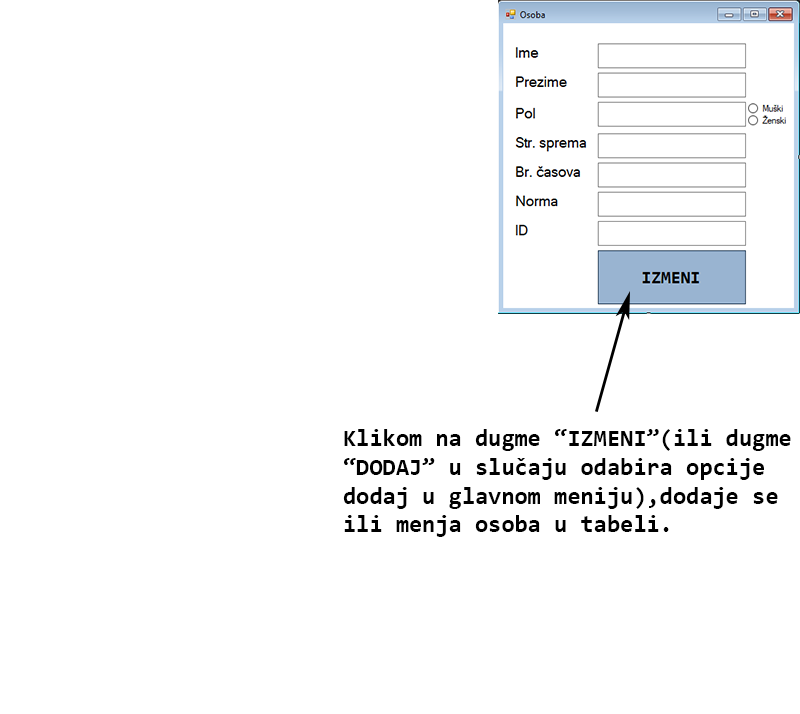 Osoba
Ime
Prezime
Pol
Muški
Ženski
Str. sprema
Br. časova
Norma
ID
IZMENI
Klikom na dugme “IZMENI”(ili dugme
“DODAJ” u slučaju odabira opcije
dodaj u glavnom meniju),dodaje se
ili menja osoba u tabeli.